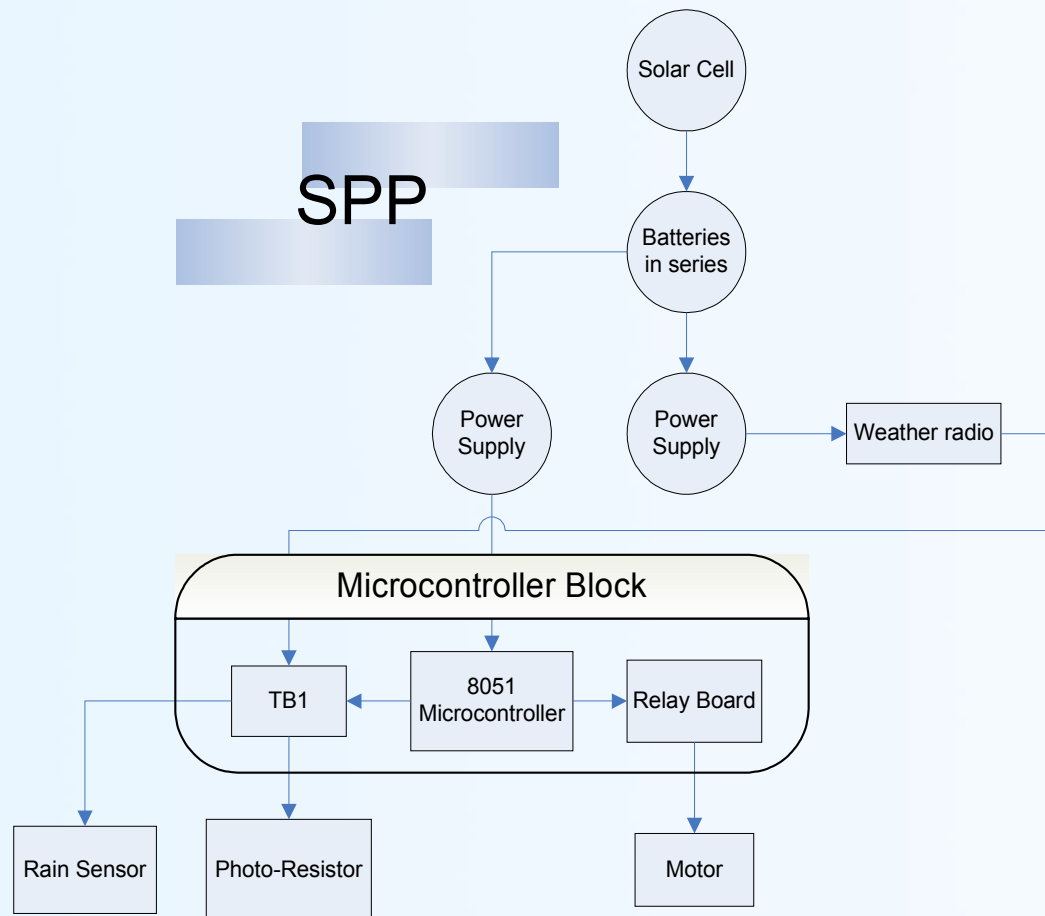 Solar Cell
SPP
Batteries
in series
Power
Supply
Power
Supply
Weather radio
Microcontroller Block
TB1
8051
Microcontroller
Relay Board
Rain Sensor
Photo-Resistor
Motor